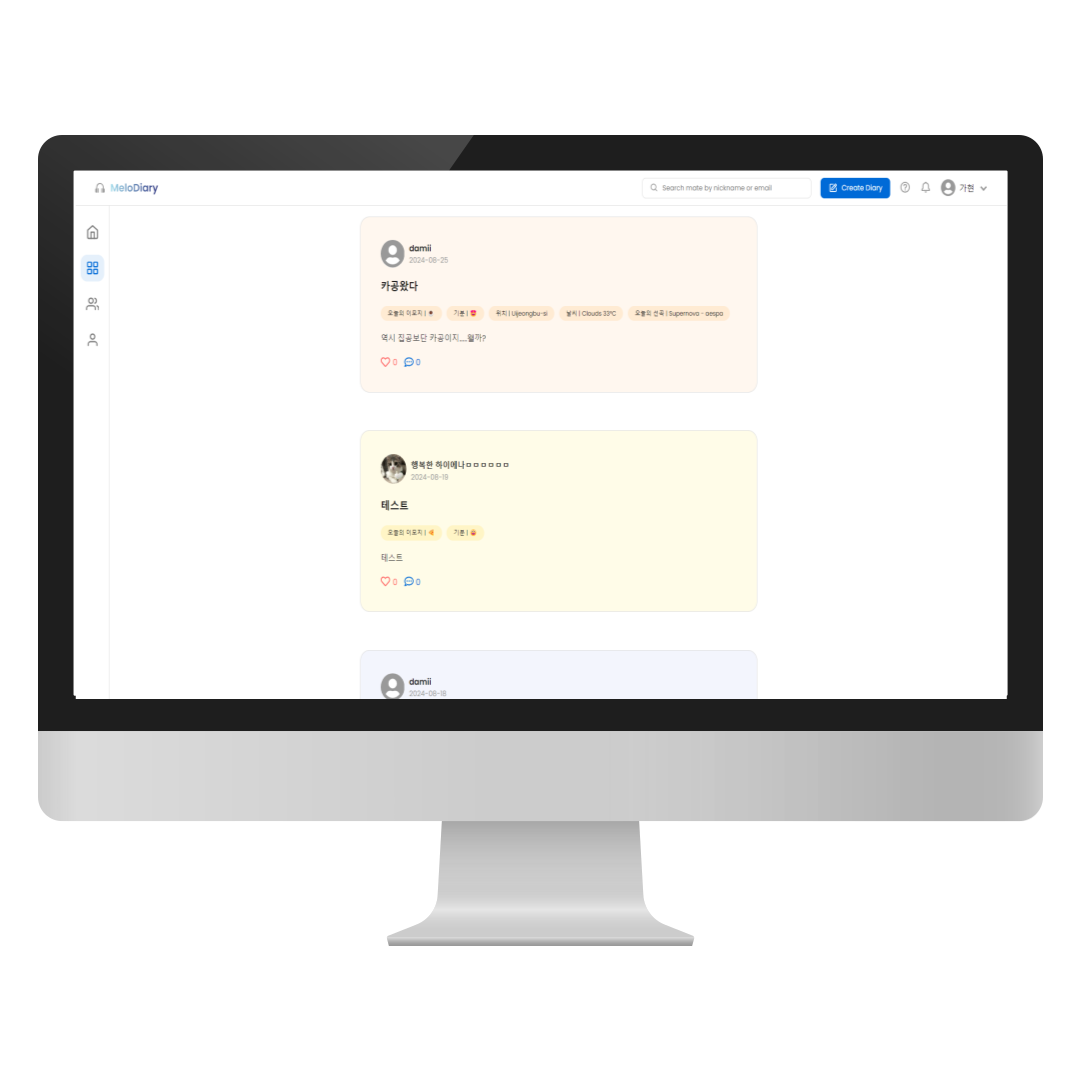 MeloDiary
Search mate by nickname or email
Create Diary
가현
damii
2024-08-25
카공왔다
오늘의 이모지 |
기분 |
위치 | Uijeongbu-si
날씨 | Clouds 33°C
오늘의 선곡 | Supernova - aespa
역시 집공보단 카공이지,,,,월까?
0
0
행복한 하이에나ㅁㅁㅁㅁㅁㅁ
2024-08-19
테스트
오늘의 이모지 |
기분 |
테스트
0
0
damii
2024-08-18